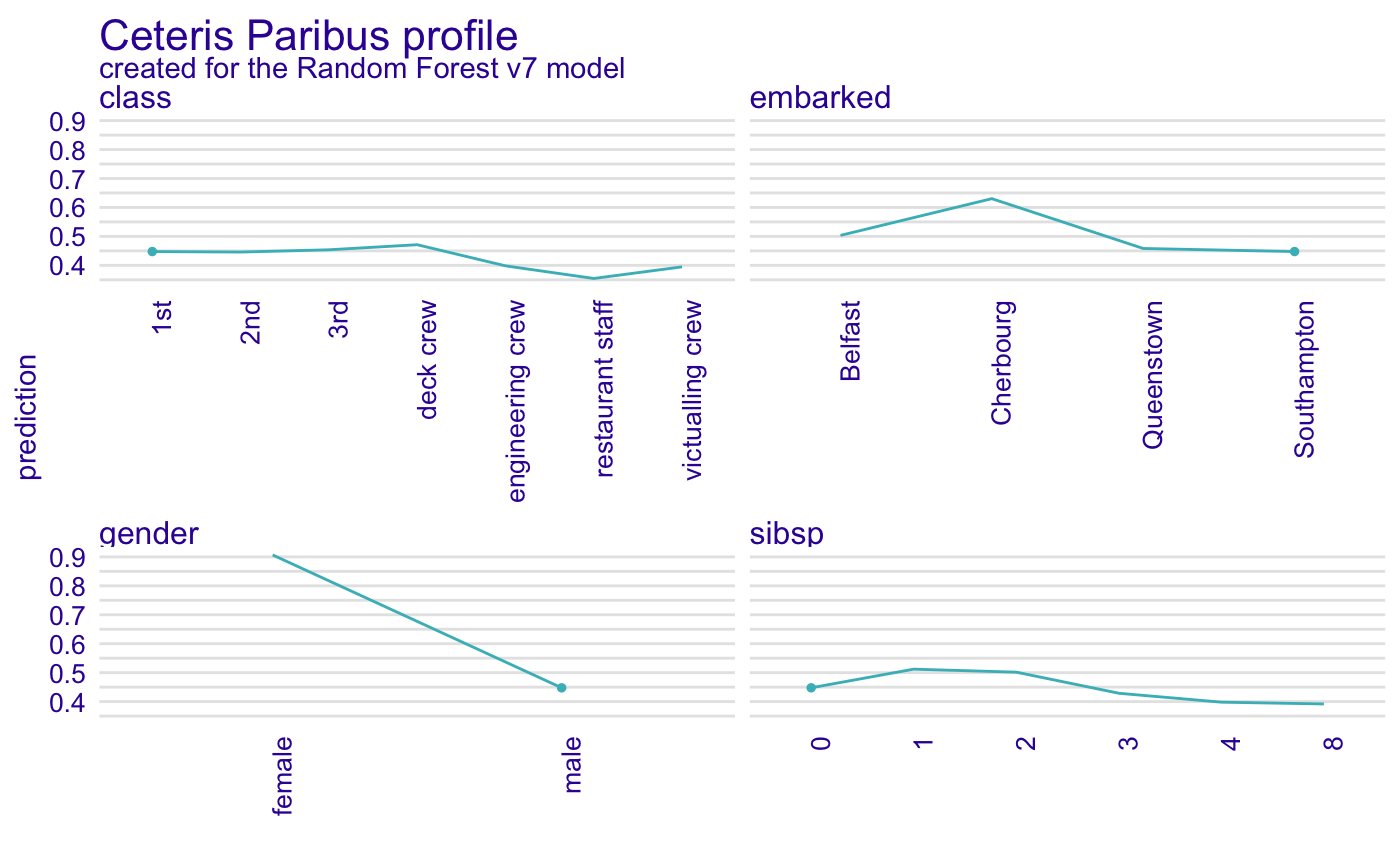 Ceteris Paribus profile
created for the Random Forest v7 model
class
embarked
0.9
0.8
0.7
0.6
0.5
0.4
1st
2nd
3rd
deck crew
engineering crew
restaurant staff
victualling crew
Belfast
Cherbourg
Queenstown
Southampton
prediction
gender
sibsp
0.9
0.8
0.7
0.6
0.5
0.4
female
male
0
1
2
3
4
8